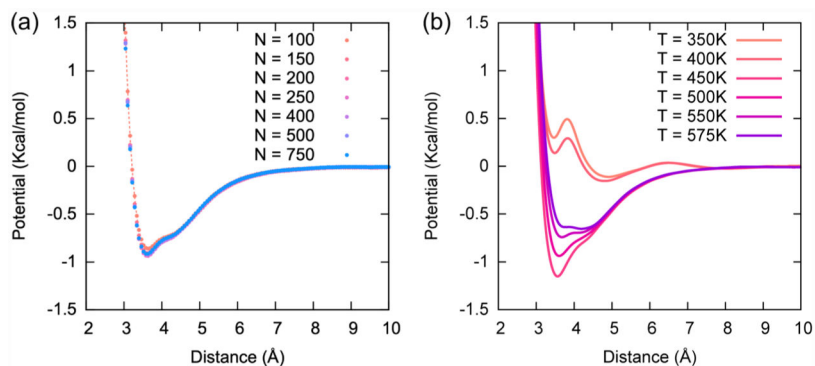 (a)
1.5
1
0.5
0
-0.5
-1
-1.5
Potential (Kcal/mol)
N = 100
N = 150
N = 200
N = 250
N = 400
N = 500
N = 750
2 3 4 5 6 7 8 9 10
Distance (Å)
(b)
1.5
1
0.5
0
-0.5
-1
-1.5
Potential (Kcal/mol)
T = 350K
T = 400K
T = 450K
T = 500K
T = 550K
T = 575K
2 3 4 5 6 7 8 9 10
Distance (Å)